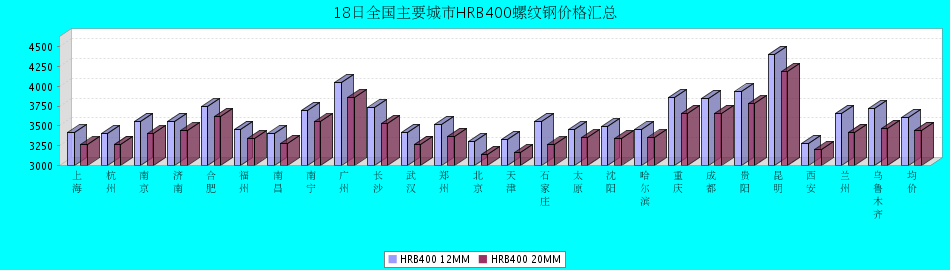 18日全国主要城市HRB400螺纹钢价格汇总
4500
4250
4000
3750
3500
3250
3000
上海
杭州
南京
济南
合肥
福州
南昌
南宁
广州
长沙
武汉
郑州
北京
天津
石家庄
太原
沈阳
哈尔滨
重庆
成都
贵阳
昆明
西安
兰州
乌鲁木齐
均价
HRB400 12MM HRB400 20MM